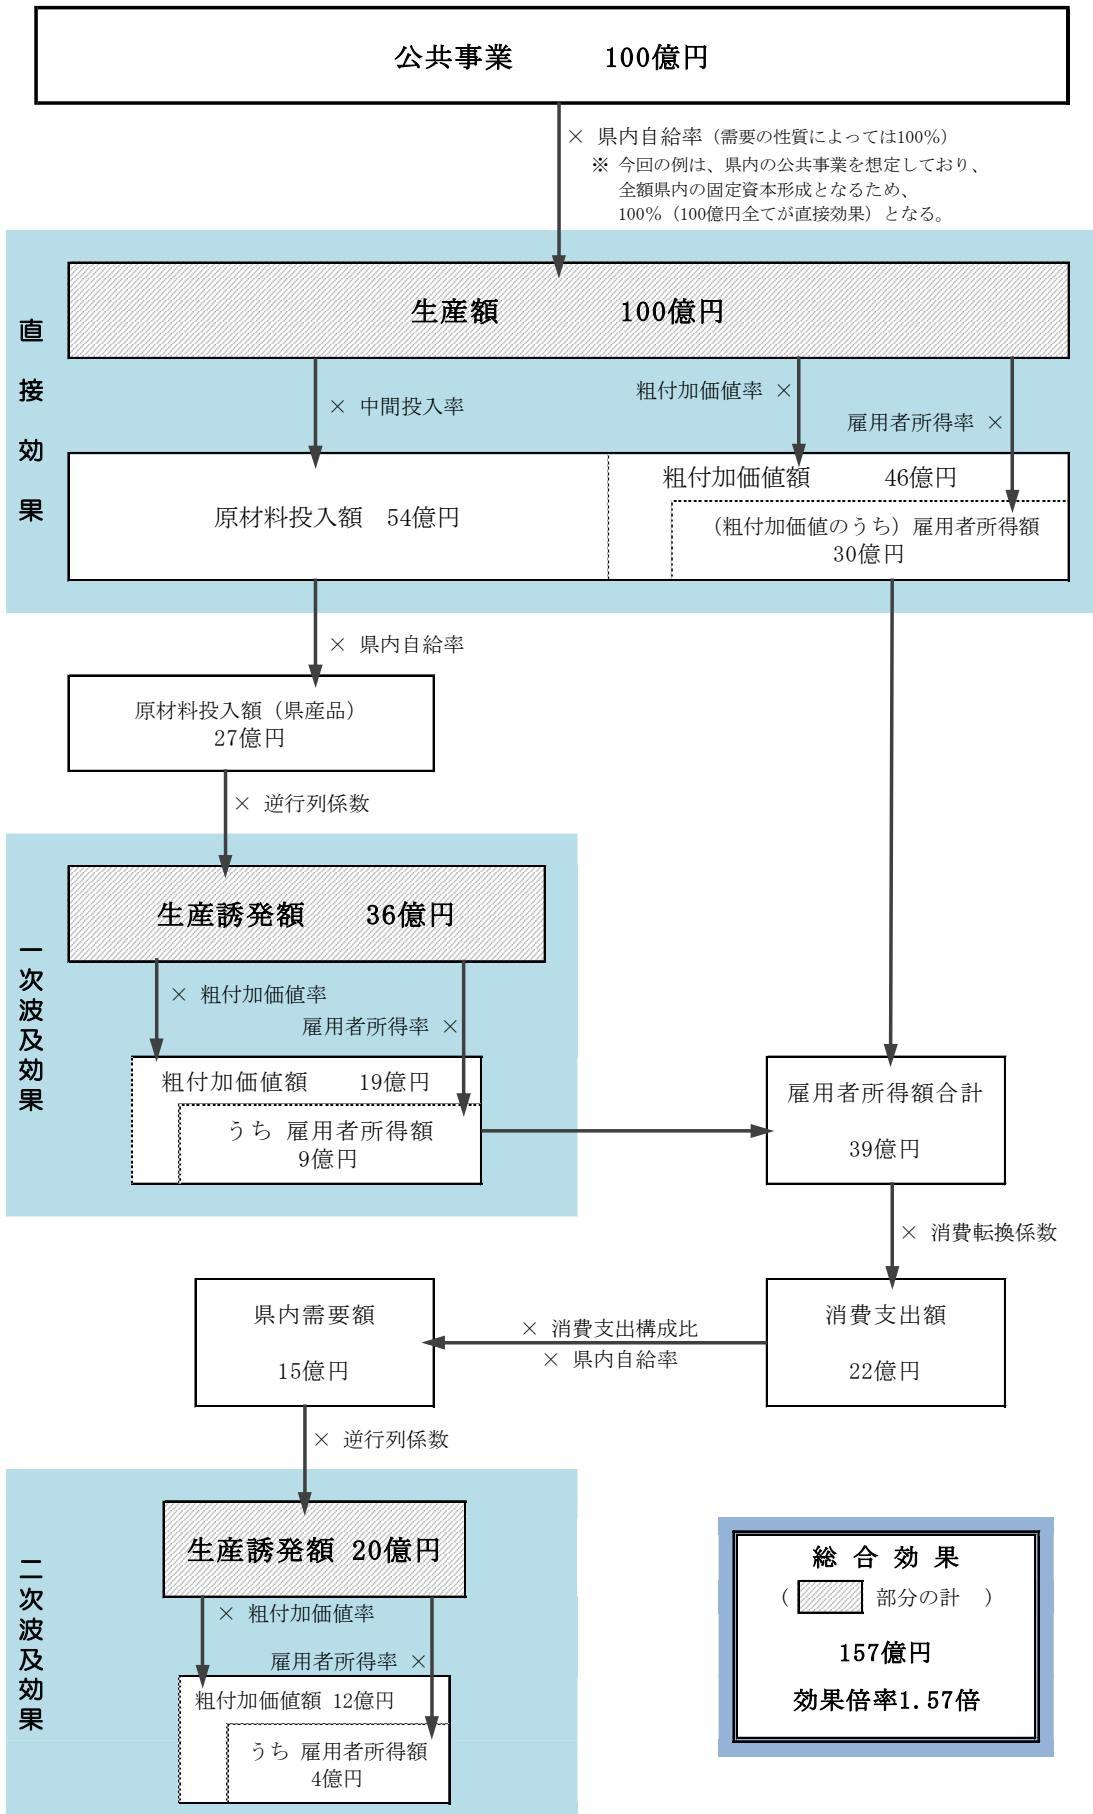 公共事業　　　100億円
× 県内自給率（需要の性質によっては100％）
※ 今回の例は、県内の公共事業を想定しており、
全額県内の固定資本形成となるため、
100％（100億円全てが直接効果）となる。
直接効果
生産額　　　　100億円
× 中間投入率
粗付加価値率 ×
雇用者所得率 ×
原材料投入額　54億円
粗付加価値額　　　46億円
（粗付加価値のうち）雇用者所得額
30億円
× 県内自給率
原材料投入額（県産品）
27億円
× 逆行列係数
一次波及効果
生産誘発額　　36億円
× 粗付加価値率
雇用者所得率 ×
粗付加価値額　　19億円
うち 雇用者所得額
9億円
雇用者所得額合計
39億円
× 消費転換係数
消費支出額
22億円
× 消費支出構成比
× 県内自給率
県内需要額
15億円
× 逆行列係数
二次波及効果
生産誘発額 20億円
× 粗付加価値率
雇用者所得率 ×
粗付加価値額 12億円
うち 雇用者所得額
4億円
総 合 効 果
（　　　部分の計　）
157億円
効果倍率1.57倍